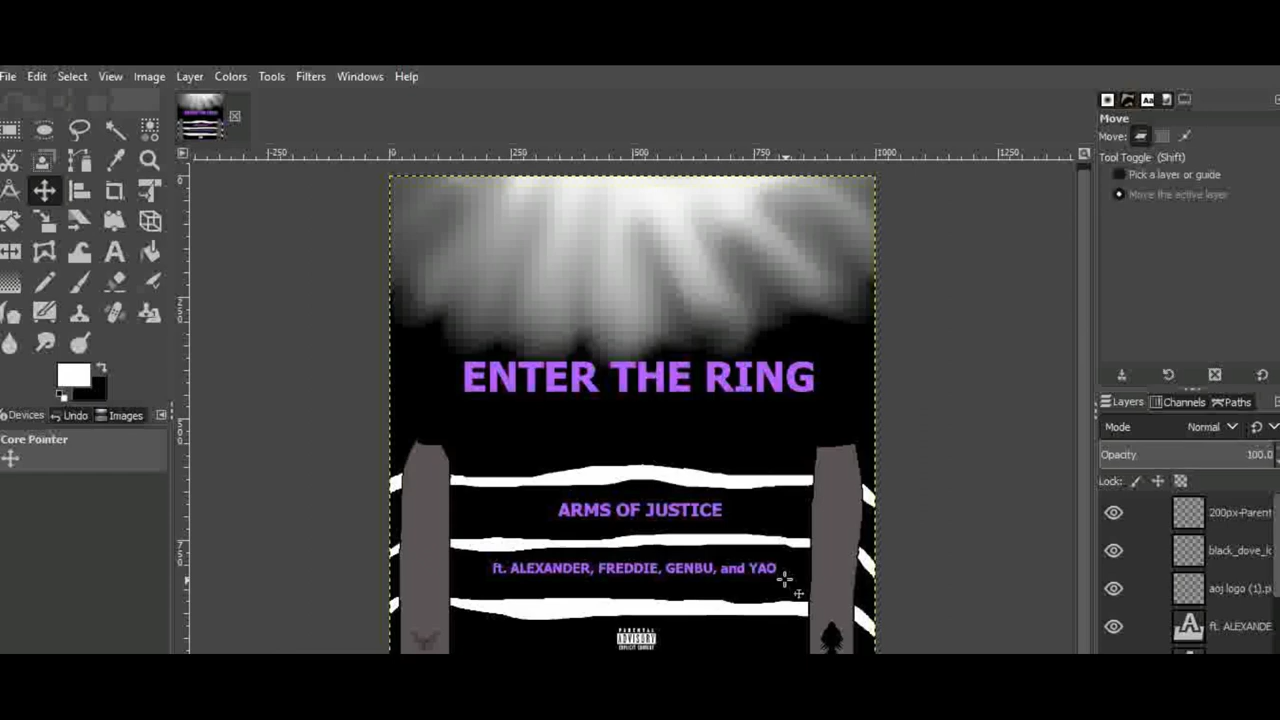 File Edit Select View Image Layer Colors Tools Filters Windows Help
-250 0 250 500 750 1000 1250
Move
Move:
Tool Toggle (Shift)
Pick a layer or guide
Move the active layer
ENTER THE RING
Devices Undo Images
Core Pointer
Layers Channels Paths
Mode Normal
Opacity 100.0
Lock:
ARMS OF JUSTICE
ft. ALEXANDER, FREDDIE, GENBU, and YAO
PARENTAL
ADVISORY
EXPLICIT CONTENT
200px-Parent
black_dove_lo
aoj logo (1).p
ft. ALEXANDE